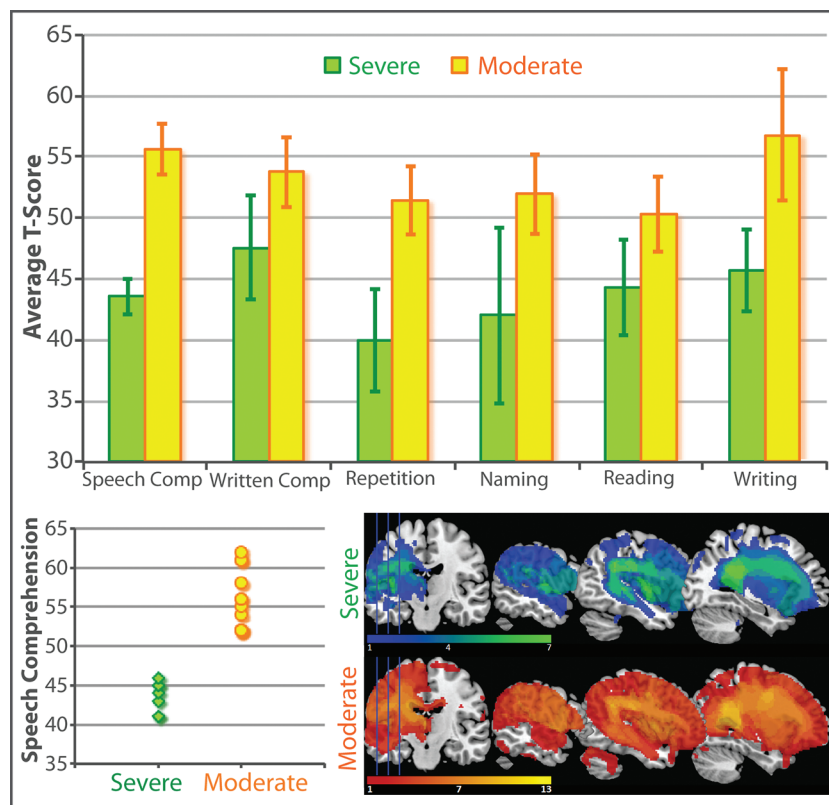 Severe Moderate
Average T-Score
65
60
55
50
45
40
35
30
Speech Comp Written Comp Repetition Naming Reading Writing
Speech Comprehension
65
60
55
50
45
40
35
Severe Moderate
Severe
1 4 7
Moderate
1 7 13